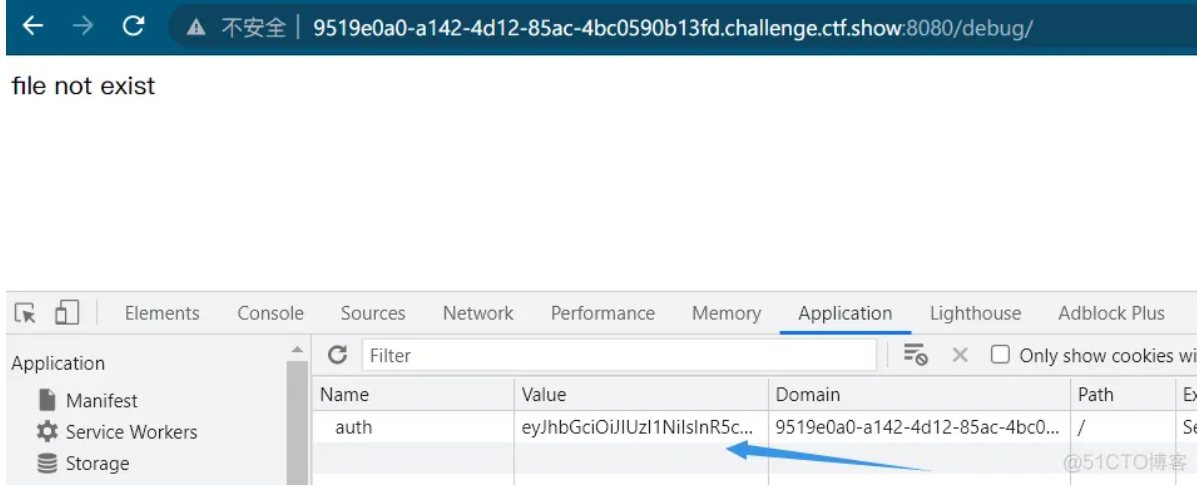 不安全 | 9519e0a0-a142-4d12-85ac-4bc0590b13fd.challenge.ctf.show:8080/debug/
file not exist
Elements Console Sources Network Performance Memory Application Lighthouse Adblock Plus
Application
Filter
Only show cookies wi
Name Value Domain Path Ex
Manifest
auth eyJhbGciOiJIUzI1NiIsInR5c... 9519e0a0-a142-4d12-85ac-4bc0... / Se
Service Workers
Storage
@51CTO博客